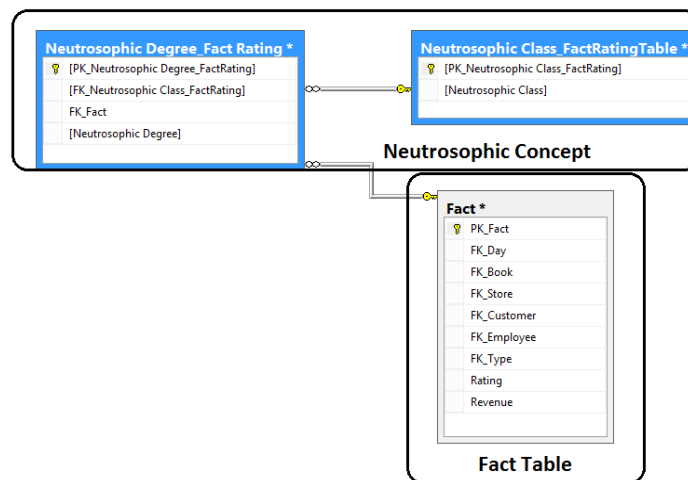 Neutrosophic Degree_Fact Rating *
[PK_Neutrosophic Degree_FactRating]
[FK_Neutrosophic Class_FactRating]
FK_Fact
[Neutrosophic Degree]
Neutrosophic Class_FactRatingTable *
[PK_Neutrosophic Class_FactRating]
[Neutrosophic Class]
Neutrosophic Concept
Fact *
PK_Fact
FK_Day
FK_Book
FK_Store
FK_Customer
FK_Employee
FK_Type
Rating
Revenue
Fact Table